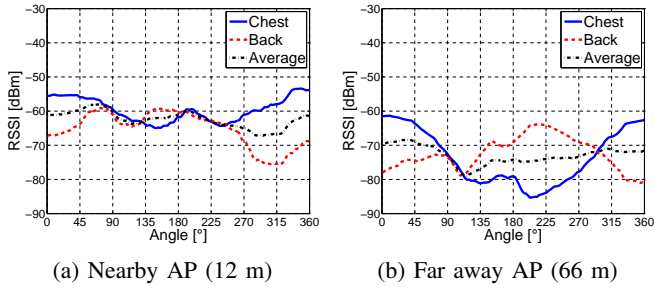 −30
−40
−50
−60
−70
−80
−90
RSSI [dBm]
0 45 90 135 180 225 270 315 360
Angle [°]
Chest
Back
Average
(a) Nearby AP (12 m)
−30
−40
−50
−60
−70
−80
−90
RSSI [dBm]
0 45 90 135 180 225 270 315 360
Angle [°]
Chest
Back
Average
(b) Far away AP (66 m)